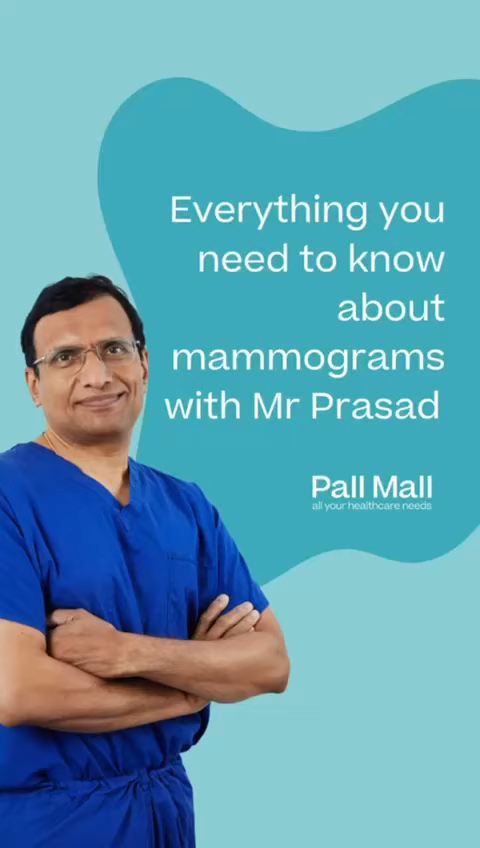 Everything you
need to know
about
mammograms
with Mr Prasad
Pall Mall
all your healthcare needs